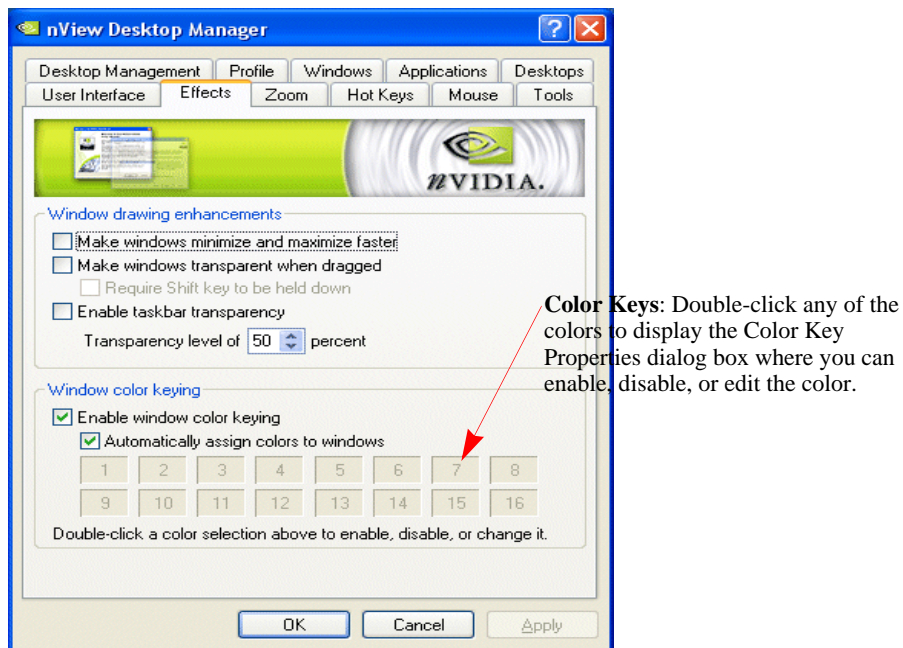 nView Desktop Manager
Desktop Management Profile Windows Applications Desktops
User Interface Effects Zoom Hot Keys Mouse Tools
nVIDIA.
Window drawing enhancements
Make windows minimize and maximize faster
Make windows transparent when dragged
Require Shift key to be held down
Enable taskbar transparency
Transparency level of 50 percent
Color Keys: Double-click any of the
colors to display the Color Key
Properties dialog box where you can
enable, disable, or edit the color.
Window color keying
Enable window color keying
Automatically assign colors to windows
1 2 3 4 5 6 7 8
9 10 11 12 13 14 15 16
Double-click a color selection above to enable, disable, or change it.
OK Cancel Apply